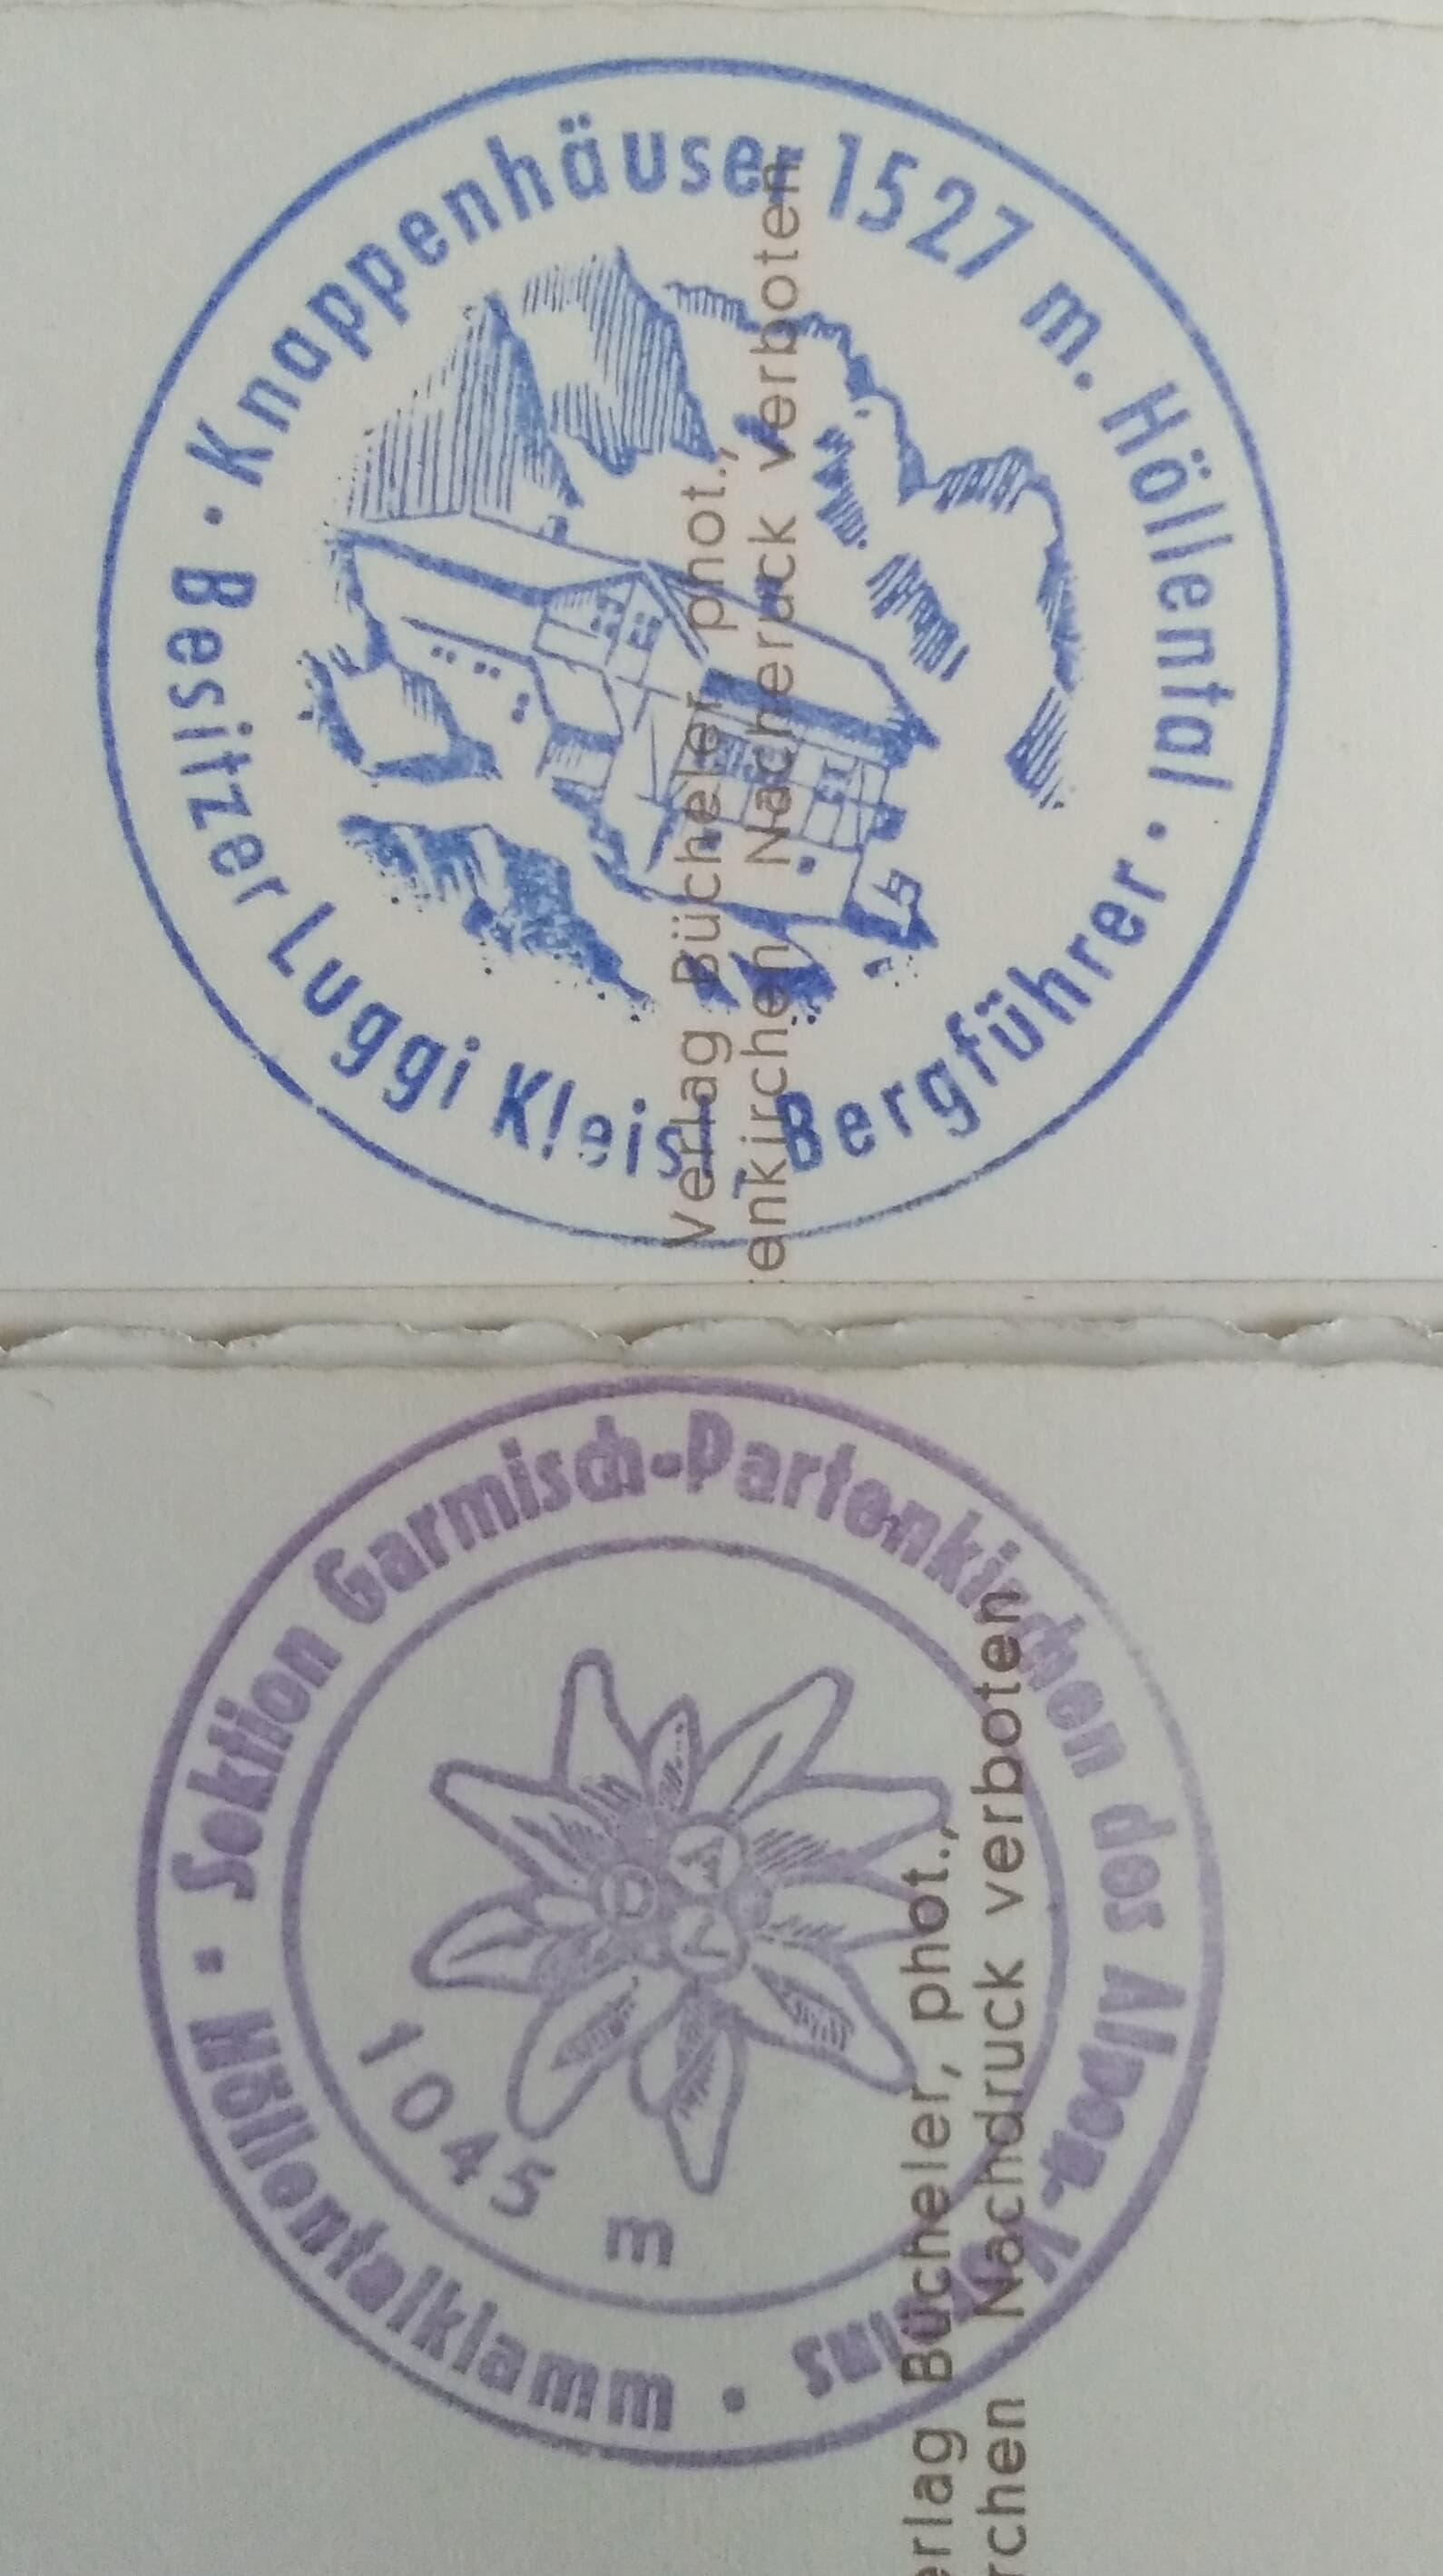 Knappenhäuser 1527 m. Höllental
Besitzer Luggi Kleisl, Bergführer
Verlag Bücheler, phot.,
enkirchen Nachdruck verboten
Sektion Garmisch-Partenkirchen des Alpen-Vereins
Höllentalklamm
1045 m
D A V
erlag Bücheler, phot.,
rchen Nachdruck verboten